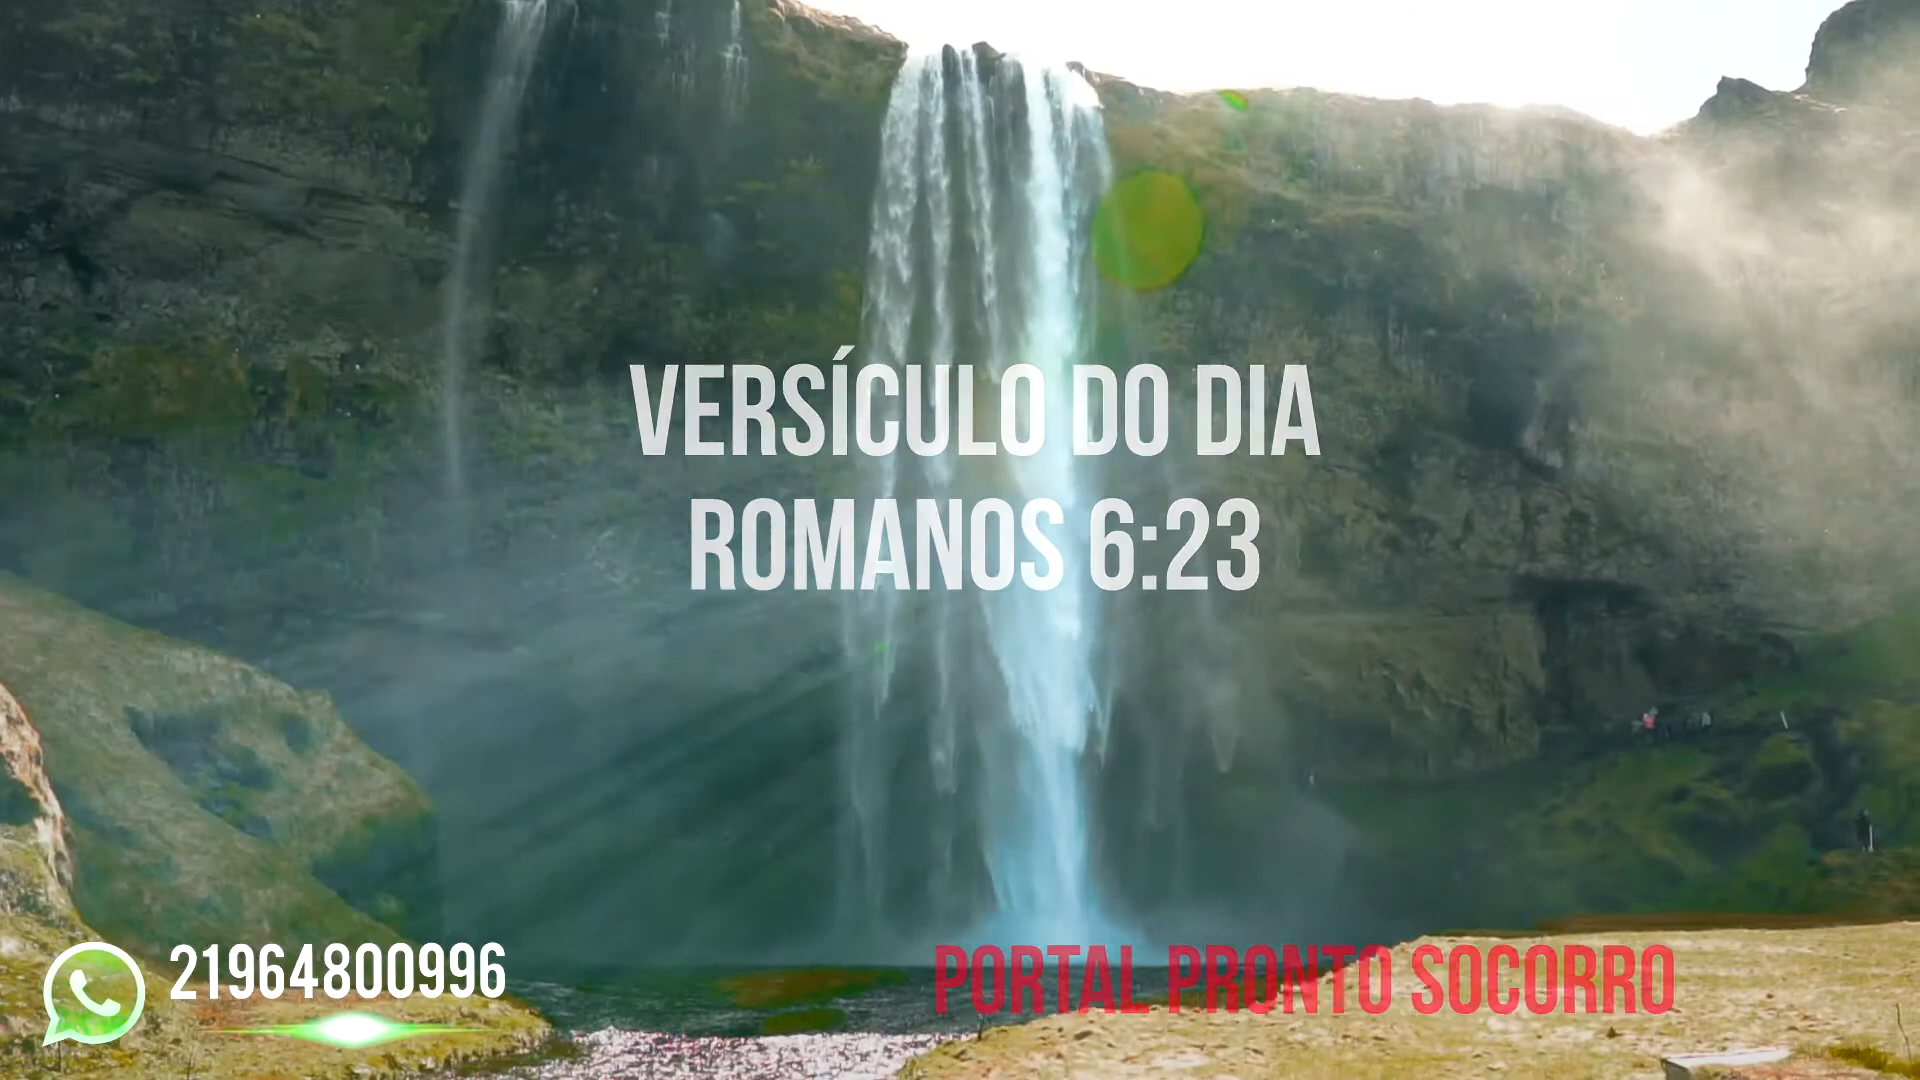 VERSÍCULO DO DIA
ROMANOS 6:23
21964800996
PORTAL PRONTO SOCORRO